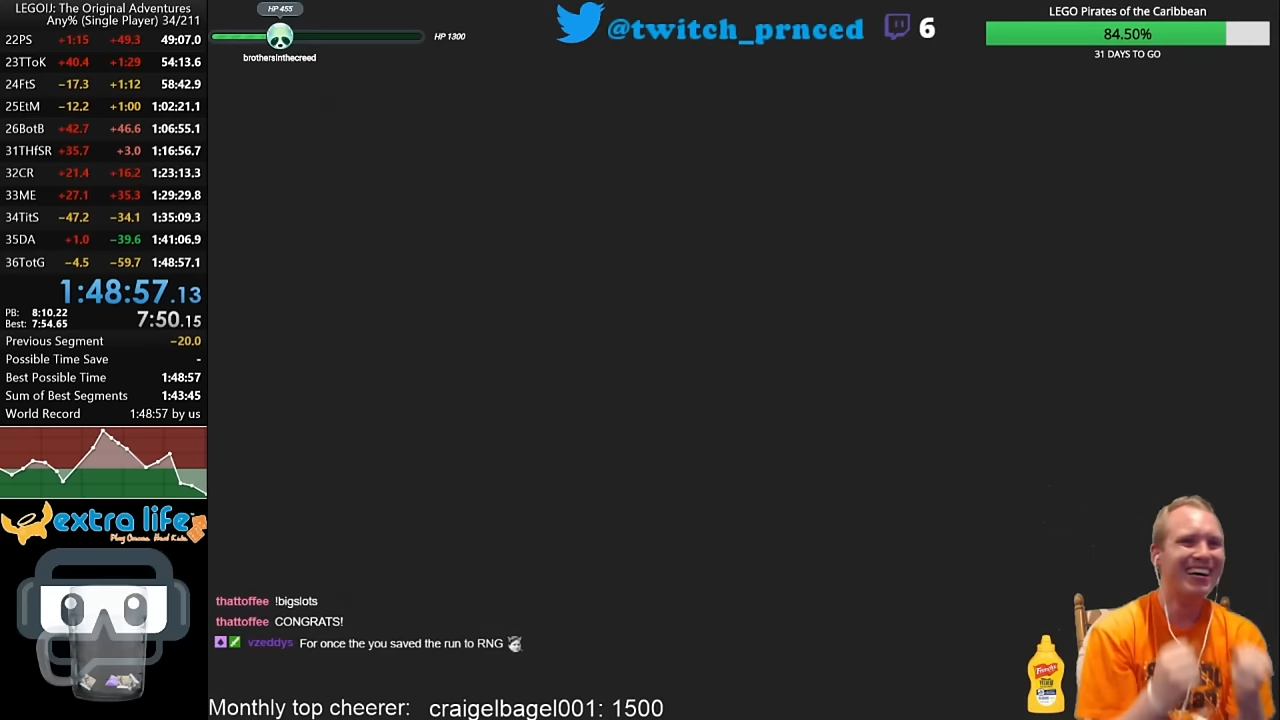 LEGOIJ: The Original Adventures
Any% (Single Player) 34/211
22PS +1:15 +49.3 49:07.0
23TToK +40.4 +1:29 54:13.6
24FtS −17.3 +1:12 58:42.9
25EtM −12.2 +1:00 1:02:21.1
26BotB +42.7 +46.6 1:06:55.1
31THfSR +35.7 +3.0 1:16:56.7
32CR +21.4 +16.2 1:23:13.3
33ME +27.1 +35.3 1:29:29.8
34TitS −47.2 −34.1 1:35:09.3
35DA +1.0 −39.6 1:41:06.9
36TotG −4.5 −59.7 1:48:57.1
1:48:57.13
PB: 8:10.22
Best: 7:54.65
7:50.15
Previous Segment −20.0
Possible Time Save -
Best Possible Time 1:48:57
Sum of Best Segments 1:43:45
World Record 1:48:57 by us
extra life
Play Games. Heal Kids.
HP 455
HP 1300
brothersinthecreed
@twitch_prnced
6
LEGO Pirates of the Caribbean
84.50%
31 DAYS TO GO
thattoffee !bigslots
thattoffee CONGRATS!
vzeddys For once the you saved the run to RNG
French's
Monthly top cheerer: craigelbagel001: 1500